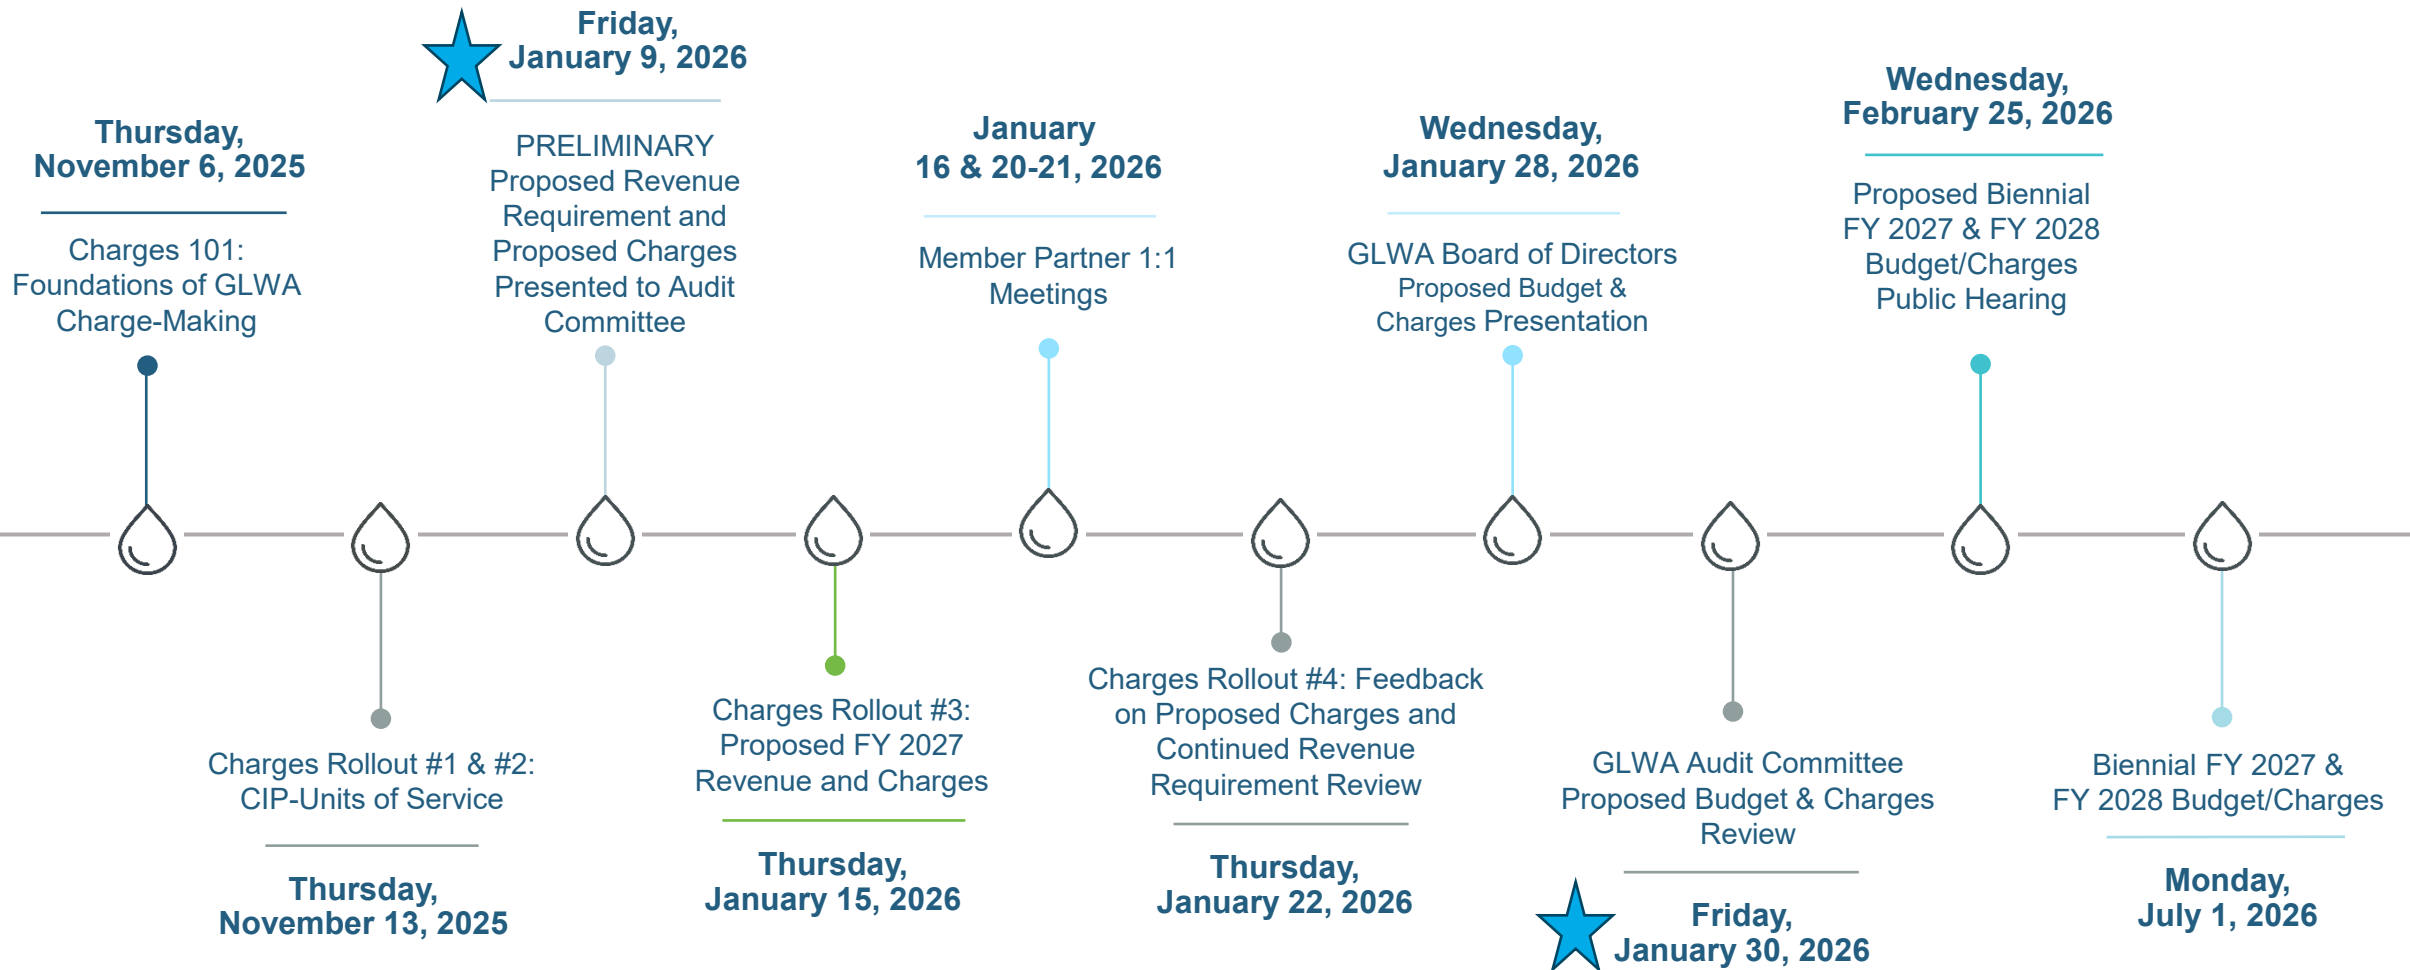 Thursday,
November 6, 2025
Charges 101:
Foundations of GLWA
Charge-Making
Charges Rollout #1 & #2:
CIP-Units of Service
Thursday,
November 13, 2025
Friday,
January 9, 2026
PRELIMINARY
Proposed Revenue
Requirement and
Proposed Charges
Presented to Audit
Committee
Charges Rollout #3:
Proposed FY 2027
Revenue and Charges
Thursday,
January 15, 2026
January
16 & 20-21, 2026
Member Partner 1:1
Meetings
Charges Rollout #4: Feedback
on Proposed Charges and
Continued Revenue
Requirement Review
Thursday,
January 22, 2026
Wednesday,
January 28, 2026
GLWA Board of Directors
Proposed Budget &
Charges Presentation
GLWA Audit Committee
Proposed Budget & Charges
Review
Friday,
January 30, 2026
Wednesday,
February 25, 2026
Proposed Biennial
FY 2027 & FY 2028
Budget/Charges
Public Hearing
Biennial FY 2027 &
FY 2028 Budget/Charges
Monday,
July 1, 2026